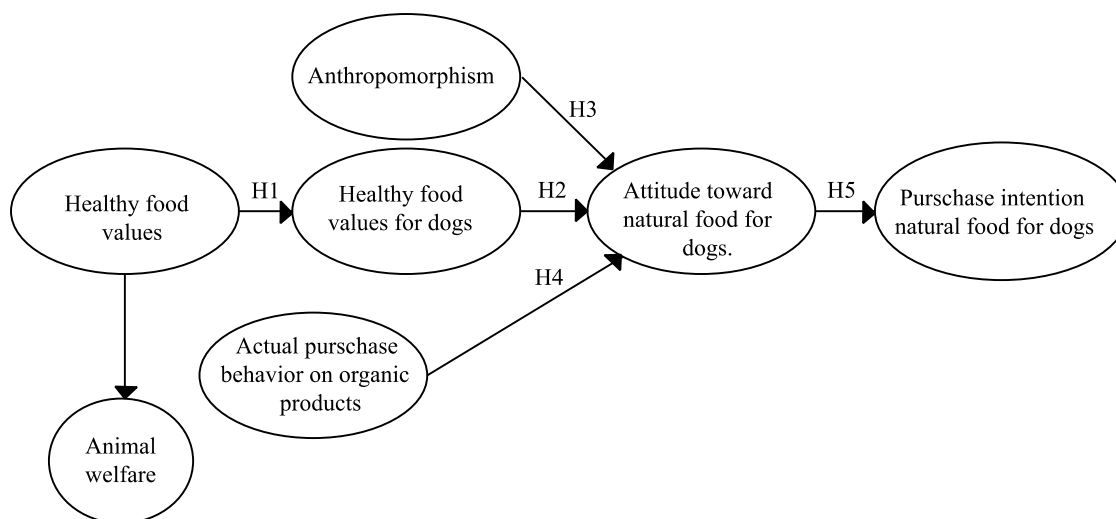 Anthropomorphism
H3
Healthy food
values
H1
Healthy food
values for dogs
H2
Attitude toward
natural food for
dogs.
H5
Purschase intention
natural food for dogs
H4
Actual purschase
behavior on organic
products
Animal
welfare